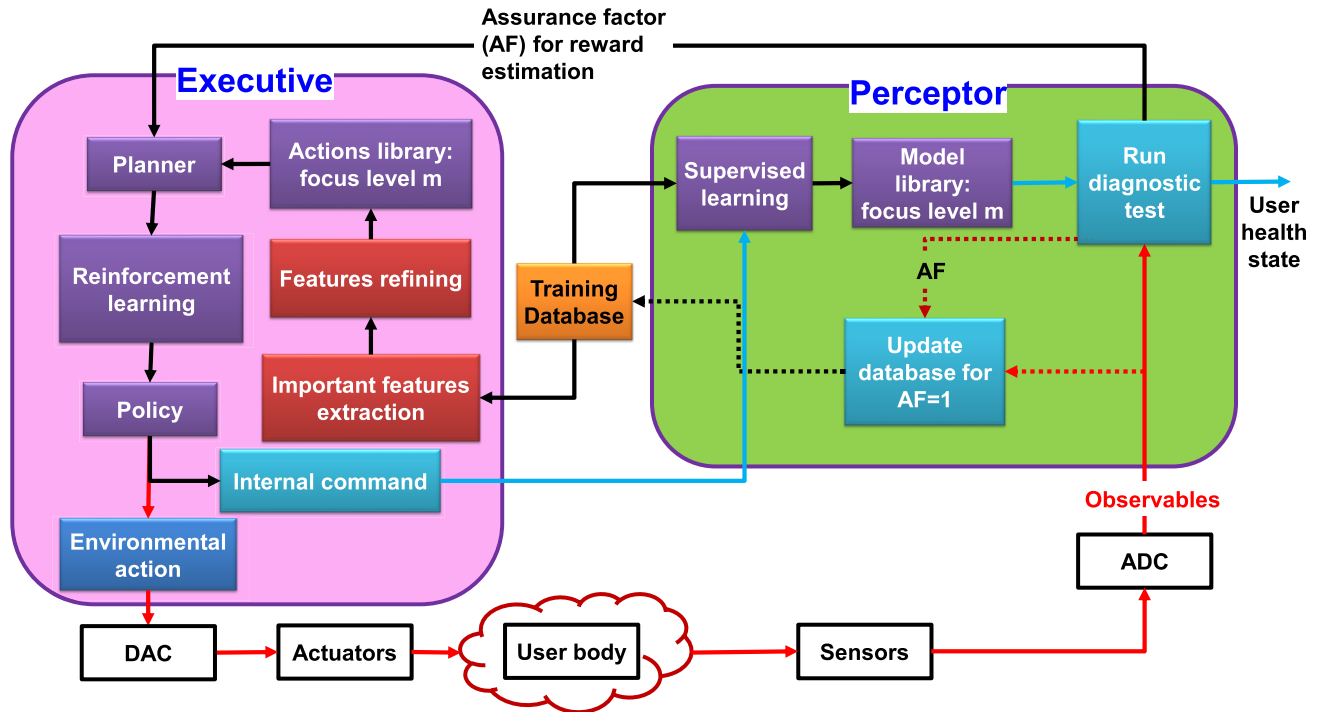 Assurance factor
(AF) for reward
estimation
Executive
Perceptor
Planner
Actions library:
focus level m
Supervised
learning
Model
library:
focus level m
Run
diagnostic
test
User
health
state
Reinforcement
learning
Features refining
Training
Database
AF
Update
database for
AF=1
Policy
Important features
extraction
Internal command
Observables
Environmental
action
ADC
DAC
Actuators
User body
Sensors